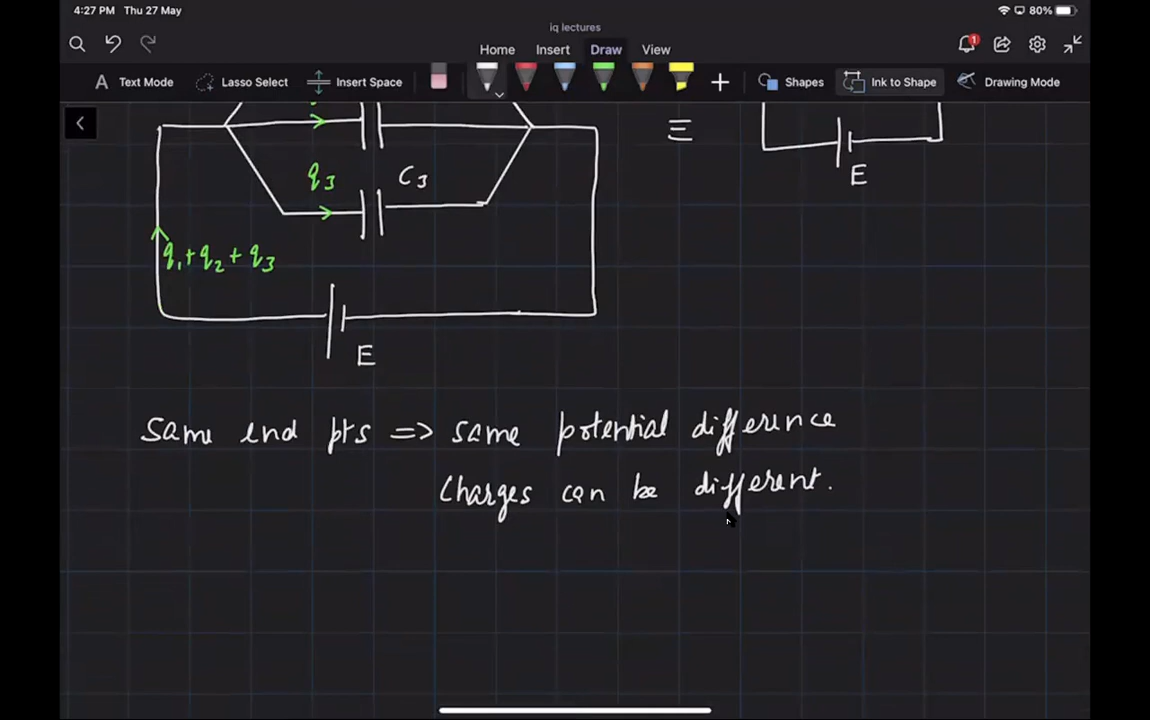 4:27 PM Thu 27 May
80%
iq lectures
Home Insert Draw View
1
A Text Mode Lasso Select Insert Space + Shapes Ink to Shape Drawing Mode
E
E
q3 C3
q1+q2+q3
E
Same end pts => same potential difference
Charges can be different.